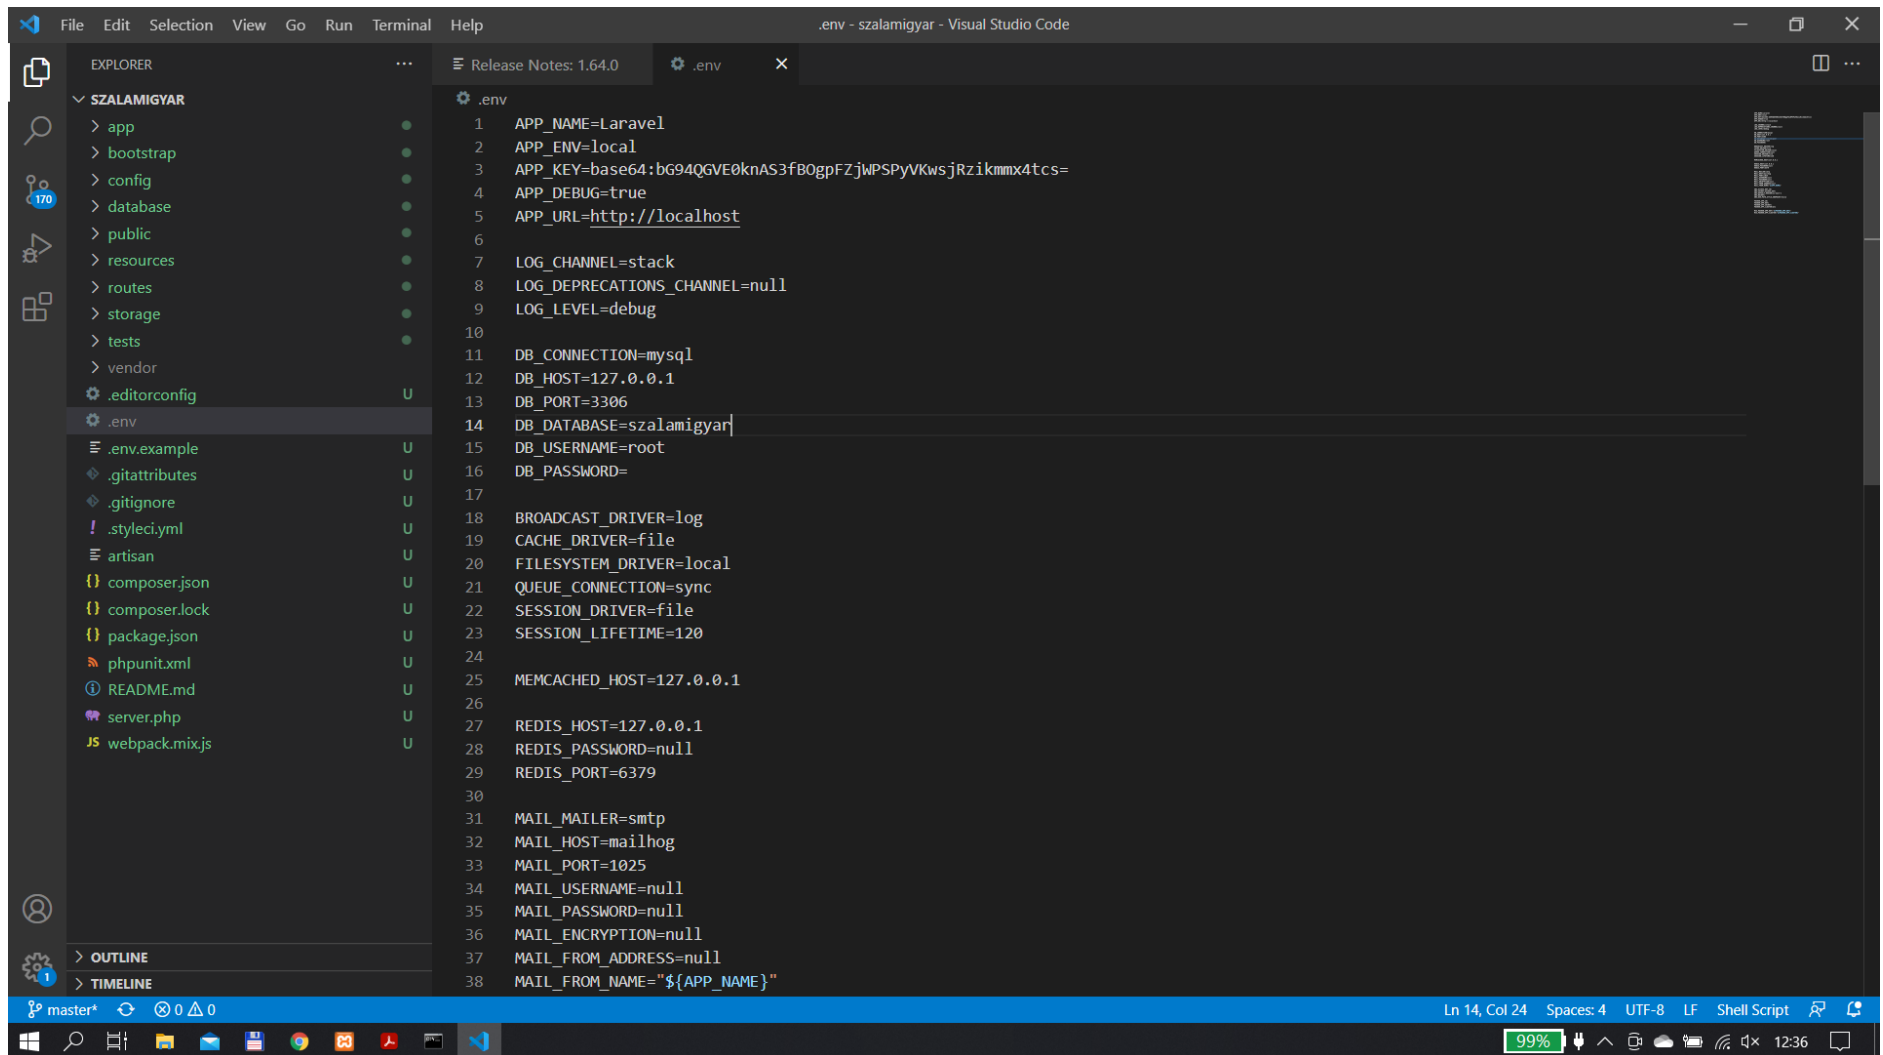 File Edit Selection View Go Run Terminal Help
.env - szalamigyar - Visual Studio Code
EXPLORER
SZALAMIGYAR
app
bootstrap
config
database
public
resources
routes
storage
tests
vendor
.editorconfig U
.env
.env.example U
.gitattributes U
.gitignore U
.styleci.yml U
artisan U
composer.json U
composer.lock U
package.json U
phpunit.xml U
README.md U
server.php U
webpack.mix.js U
OUTLINE
TIMELINE
170
1
Release Notes: 1.64.0
.env
.env
1 APP_NAME=Laravel
2 APP_ENV=local
3 APP_KEY=base64:bG94QGVE0knAS3fBOgpFZjWPSPyVKwsjRzikmmx4tcs=
4 APP_DEBUG=true
5 APP_URL=http://localhost
6
7 LOG_CHANNEL=stack
8 LOG_DEPRECATIONS_CHANNEL=null
9 LOG_LEVEL=debug
10
11 DB_CONNECTION=mysql
12 DB_HOST=127.0.0.1
13 DB_PORT=3306
14 DB_DATABASE=szalamigyar
15 DB_USERNAME=root
16 DB_PASSWORD=
17
18 BROADCAST_DRIVER=log
19 CACHE_DRIVER=file
20 FILESYSTEM_DRIVER=local
21 QUEUE_CONNECTION=sync
22 SESSION_DRIVER=file
23 SESSION_LIFETIME=120
24
25 MEMCACHED_HOST=127.0.0.1
26
27 REDIS_HOST=127.0.0.1
28 REDIS_PASSWORD=null
29 REDIS_PORT=6379
30
31 MAIL_MAILER=smtp
32 MAIL_HOST=mailhog
33 MAIL_PORT=1025
34 MAIL_USERNAME=null
35 MAIL_PASSWORD=null
36 MAIL_ENCRYPTION=null
37 MAIL_FROM_ADDRESS=null
38 MAIL_FROM_NAME="${APP_NAME}"
master* 0 0
Ln 14, Col 24 Spaces: 4 UTF-8 LF Shell Script
99% 12:36